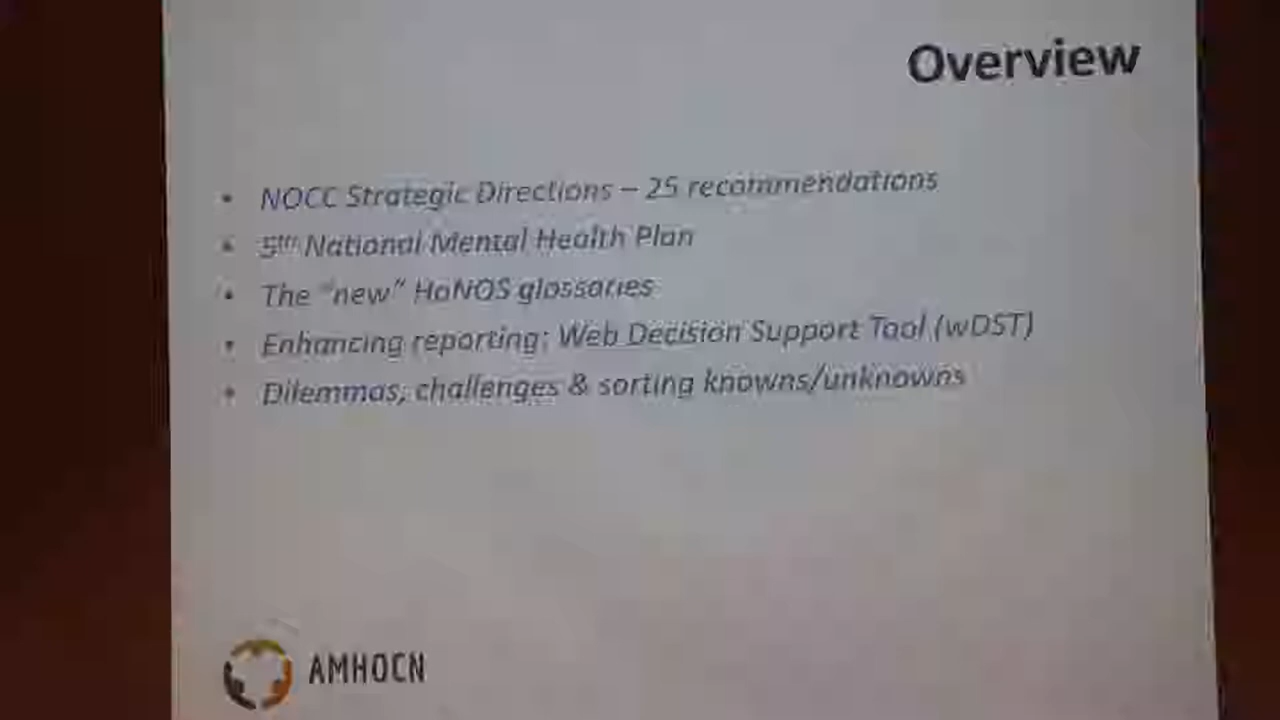 Overview
• NOCC Strategic Directions – 25 recommendations
• 5th National Mental Health Plan
• The "new" HoNOS glossaries
• Enhancing reporting: Web Decision Support Tool (wDST)
• Dilemmas, challenges & sorting knowns/unknowns
AMHOCN